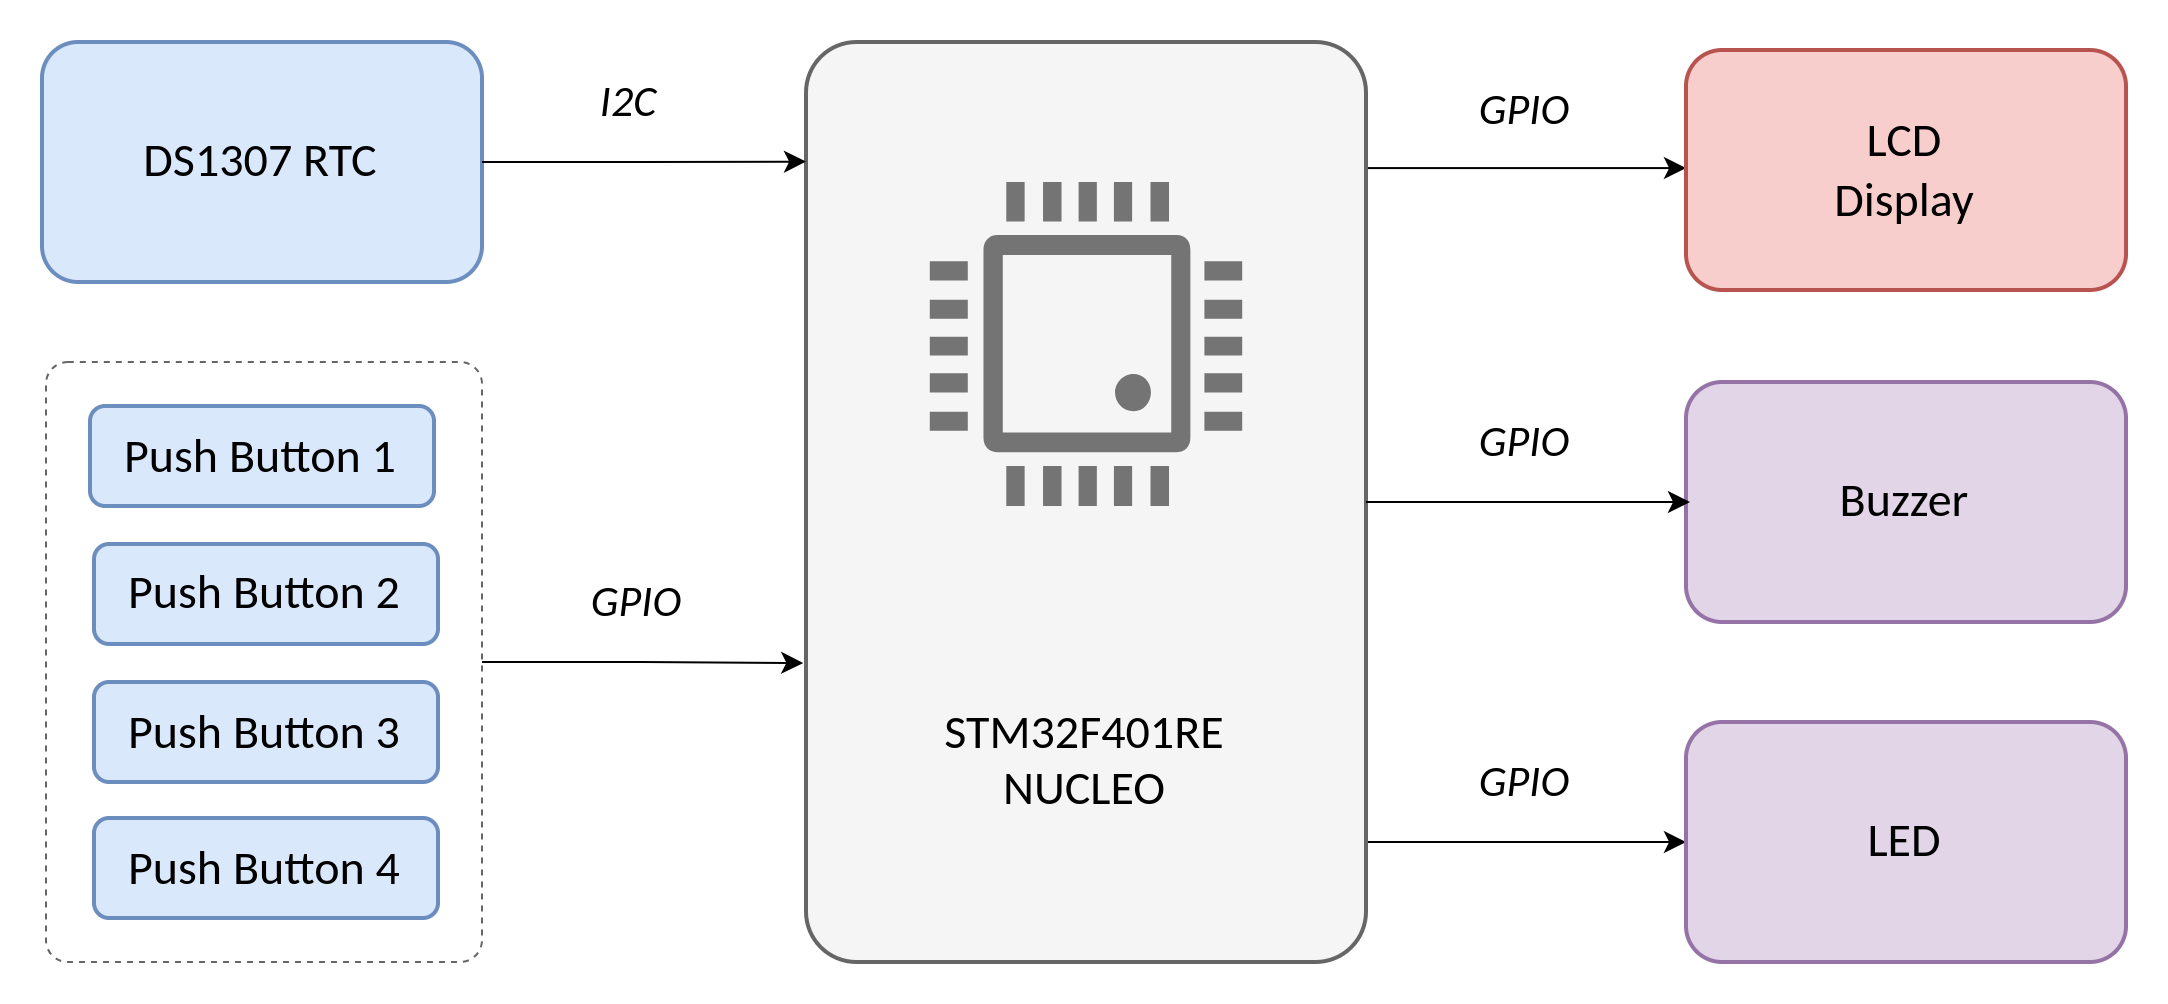 DS1307 RTC
I2C
Push Button 1
Push Button 2
Push Button 3
Push Button 4
GPIO
STM32F401RE
NUCLEO
GPIO
LCD
Display
GPIO
Buzzer
GPIO
LED